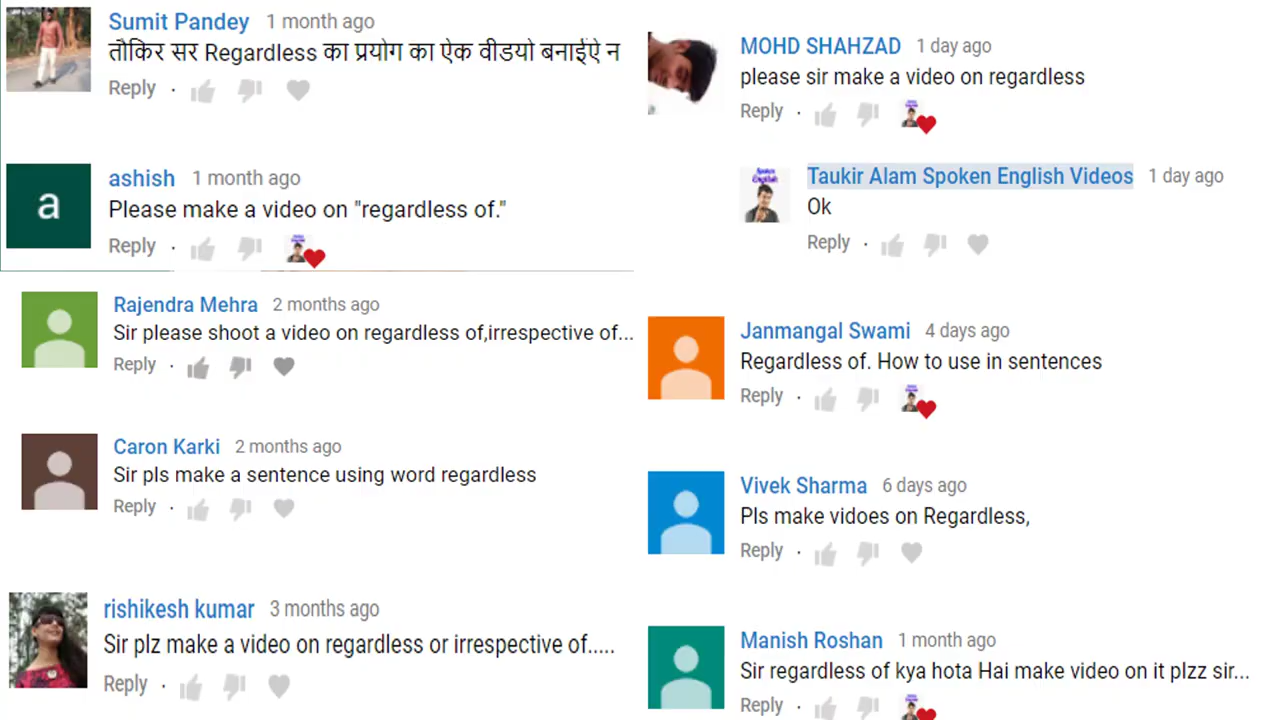 Sumit Pandey 1 month ago
तौकिर सर Regardless का प्रयोग का ऐक वीडयो बनाईऐ न
Reply
a
ashish 1 month ago
Please make a video on "regardless of."
Reply
Rajendra Mehra 2 months ago
Sir please shoot a video on regardless of,irrespective of...
Reply
Caron Karki 2 months ago
Sir pls make a sentence using word regardless
Reply
rishikesh kumar 3 months ago
Sir plz make a video on regardless or irrespective of.....
Reply
MOHD SHAHZAD 1 day ago
please sir make a video on regardless
Reply
Taukir Alam Spoken English Videos 1 day ago
Ok
Reply
Janmangal Swami 4 days ago
Regardless of. How to use in sentences
Reply
Vivek Sharma 6 days ago
Pls make vidoes on Regardless,
Reply
Manish Roshan 1 month ago
Sir regardless of kya hota Hai make video on it plzz sir...
Reply